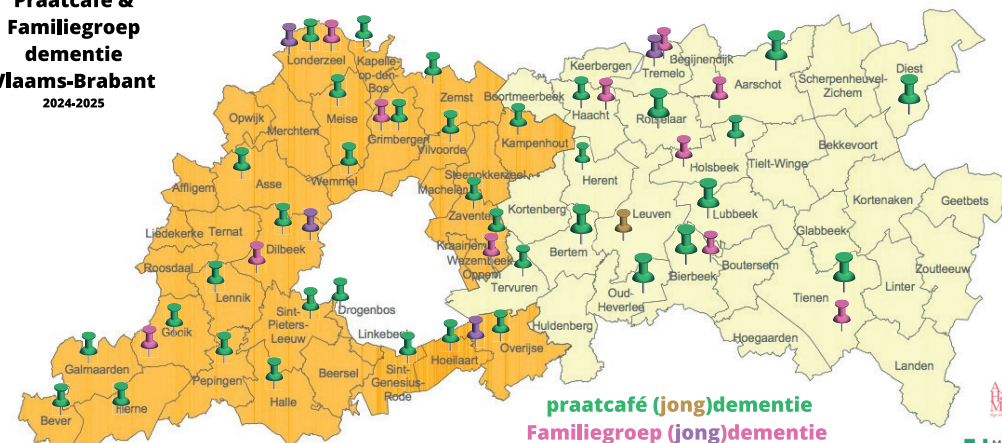 Praatcafé &
Familiegroep
dementie
Vlaams-Brabant
2024-2025
Londerzeel
Kapelle-
op-den-
Bos
Zemst
Boortmeerbeek
Keerbergen
Tremelo
Begijnendijk
Aarschot
Scherpenheuvel-
Zichem
Diest
Opwijk
Merchtem
Meise
Grimbergen
Vilvoorde
Kampenhout
Haacht
Rotselaar
Holsbeek
Tielt-Winge
Bekkevoort
Affligem
Asse
Wemmel
Machelen
Steenokkerzeel
Herent
Kortenberg
Leuven
Lubbeek
Kortenaken
Geetbets
Liedekerke
Ternat
Dilbeek
Zaventem
Kraainem
Wezembeek-
Oppem
Bertem
Glabbeek
Roosdaal
Lennik
Tervuren
Bierbeek
Boutersem
Zoutleeuw
Oud-
Heverlee
Tienen
Linter
Gooik
Sint-
Pieters-
Leeuw
Drogenbos
Linkebeek
Hoeilaart
Overijse
Huldenberg
Hoegaarden
Landen
Galmaarden
Pepingen
Halle
Beersel
Sint-
Genesius-
Rode
Bever
Herne
praatcafé (jong)dementie
Familiegroep (jong)dementie